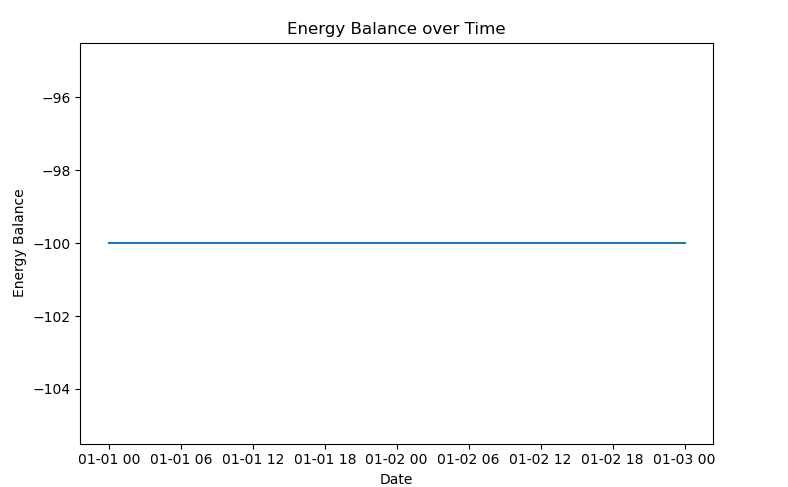 Energy Balance over Time
Energy Balance
−96
−98
−100
−102
−104
01-01 00 01-01 06 01-01 12 01-01 18 01-02 00 01-02 06 01-02 12 01-02 18 01-03 00
Date